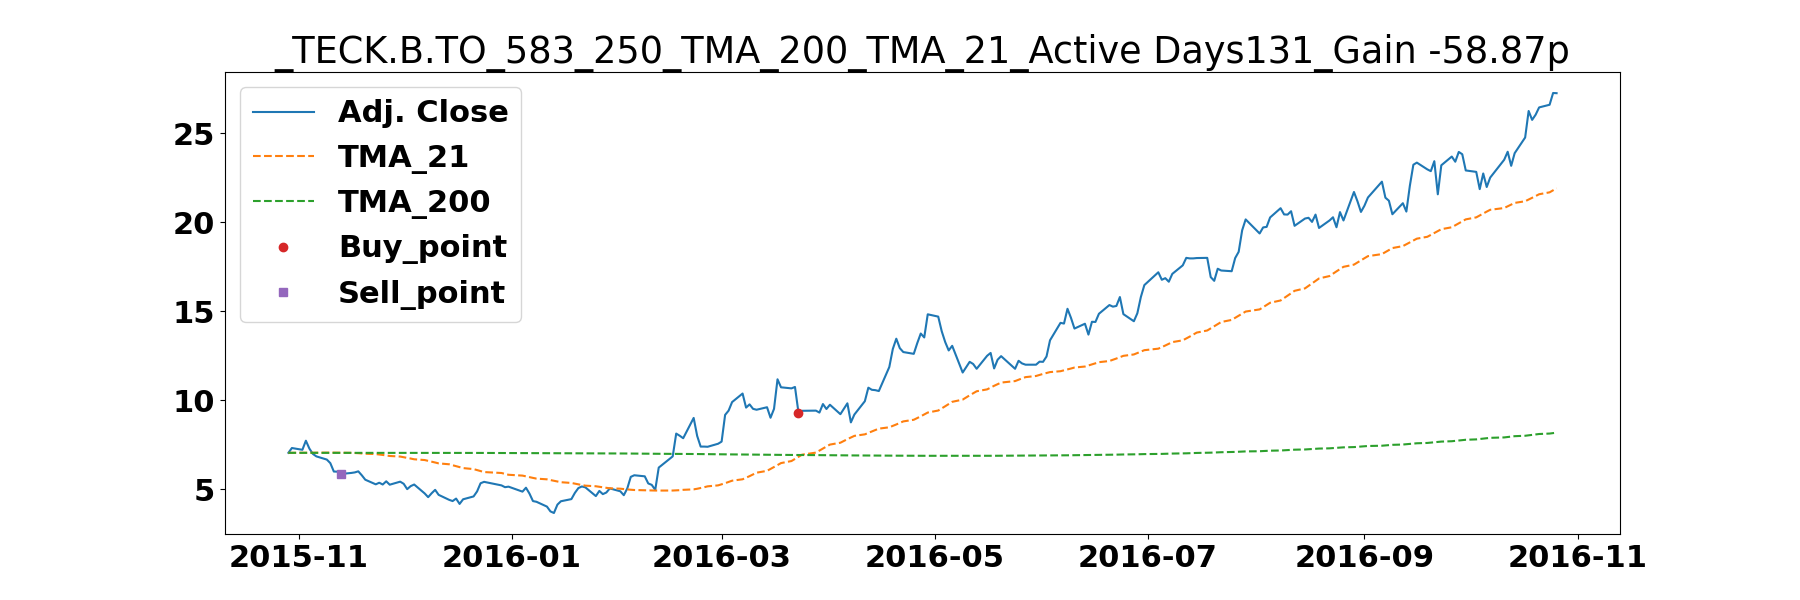 _TECK.B.TO_583_250_TMA_200_TMA_21_Active Days131_Gain -58.87p
Adj. Close
TMA_21
TMA_200
Buy_point
Sell_point
25
20
15
10
5
2015-11 2016-01 2016-03 2016-05 2016-07 2016-09 2016-11